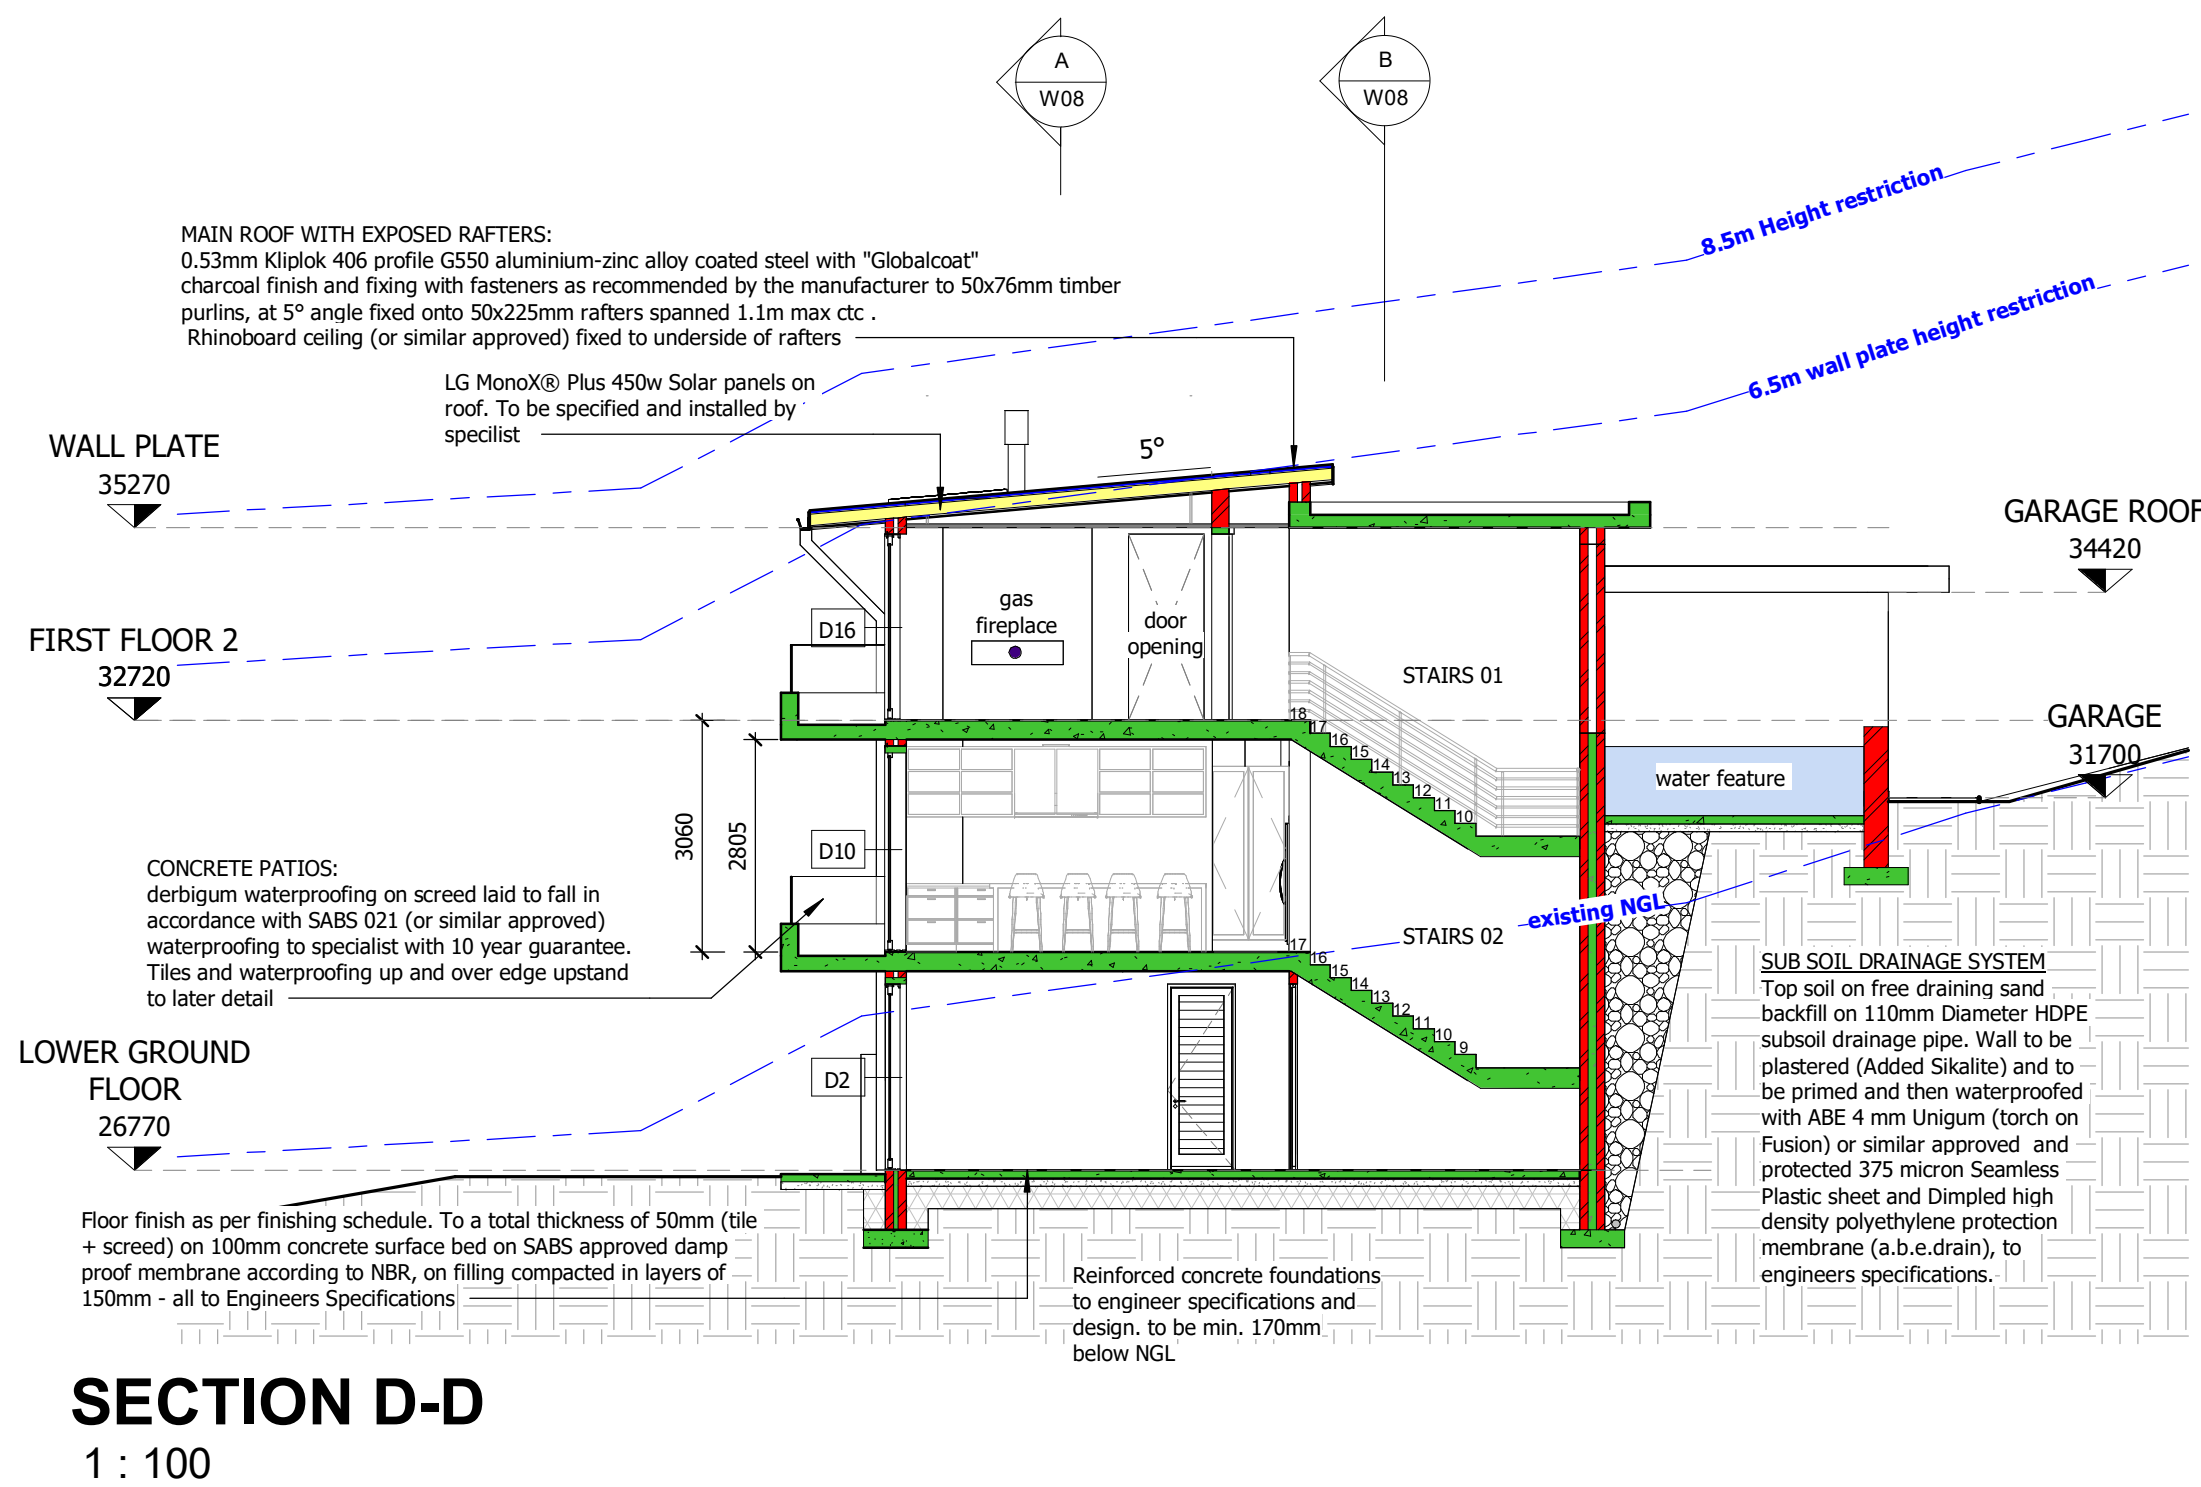 A
W08
B
W08
8.5m Height restriction
6.5m wall plate height restriction
MAIN ROOF WITH EXPOSED RAFTERS:
0.53mm Kliplok 406 profile G550 aluminium-zinc alloy coated steel with "Globalcoat"
charcoal finish and fixing with fasteners as recommended by the manufacturer to 50x76mm timber
purlins, at 5° angle fixed onto 50x225mm rafters spanned 1.1m max ctc .
Rhinoboard ceiling (or similar approved) fixed to underside of rafters
LG MonoX® Plus 450w Solar panels on
roof. To be specified and installed by
specilist
5°
WALL PLATE
35270
GARAGE ROOF
34420
FIRST FLOOR 2
32720
D16
gas
fireplace
door
opening
STAIRS 01
GARAGE
31700
18
17
16
15
14
13
12
11
10
water feature
3060
2805
D10
CONCRETE PATIOS:
derbigum waterproofing on screed laid to fall in
accordance with SABS 021 (or similar approved)
waterproofing to specialist with 10 year guarantee.
Tiles and waterproofing up and over edge upstand
to later detail
existing NGL
STAIRS 02
17
16
15
14
13
12
11
10
9
SUB SOIL DRAINAGE SYSTEM
Top soil on free draining sand
backfill on 110mm Diameter HDPE
subsoil drainage pipe. Wall to be
plastered (Added Sikalite) and to
be primed and then waterproofed
with ABE 4 mm Unigum (torch on
Fusion) or similar approved and
protected 375 micron Seamless
Plastic sheet and Dimpled high
density polyethylene protection
membrane (a.b.e.drain), to
engineers specifications.
LOWER GROUND
FLOOR
26770
D2
Floor finish as per finishing schedule. To a total thickness of 50mm (tile
+ screed) on 100mm concrete surface bed on SABS approved damp
proof membrane according to NBR, on filling compacted in layers of
150mm - all to Engineers Specifications
Reinforced concrete foundations
to engineer specifications and
design. to be min. 170mm
below NGL
SECTION D-D
1 : 100